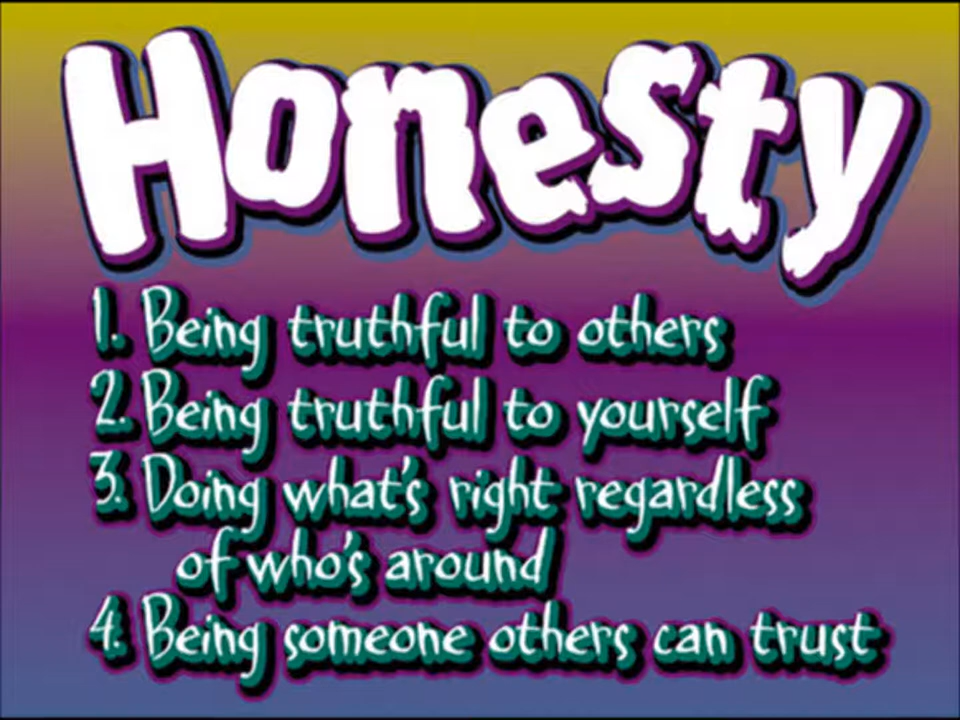 Honesty
1. Being truthful to others
2. Being truthful to yourself
3. Doing what's right regardless
of who's around
4. Being someone others can trust